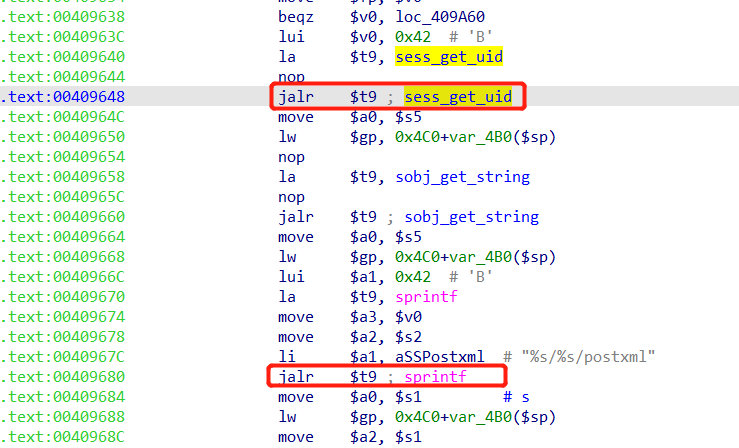 .text:00409638 beqz $v0, loc_409A60
.text:0040963C lui $v0, 0x42 # 'B'
.text:00409640 la $t9, sess_get_uid
.text:00409644 nop
.text:00409648 jalr $t9 ; sess_get_uid
.text:0040964C move $a0, $s5
.text:00409650 lw $gp, 0x4C0+var_4B0($sp)
.text:00409654 nop
.text:00409658 la $t9, sobj_get_string
.text:0040965C nop
.text:00409660 jalr $t9 ; sobj_get_string
.text:00409664 move $a0, $s5
.text:00409668 lw $gp, 0x4C0+var_4B0($sp)
.text:0040966C lui $a1, 0x42 # 'B'
.text:00409670 la $t9, sprintf
.text:00409674 move $a3, $v0
.text:00409678 move $a2, $s2
.text:0040967C li $a1, aSSPostxml # "%s/%s/postxml"
.text:00409680 jalr $t9 ; sprintf
.text:00409684 move $a0, $s1 # s
.text:00409688 lw $gp, 0x4C0+var_4B0($sp)
.text:0040968C move $a2, $s1